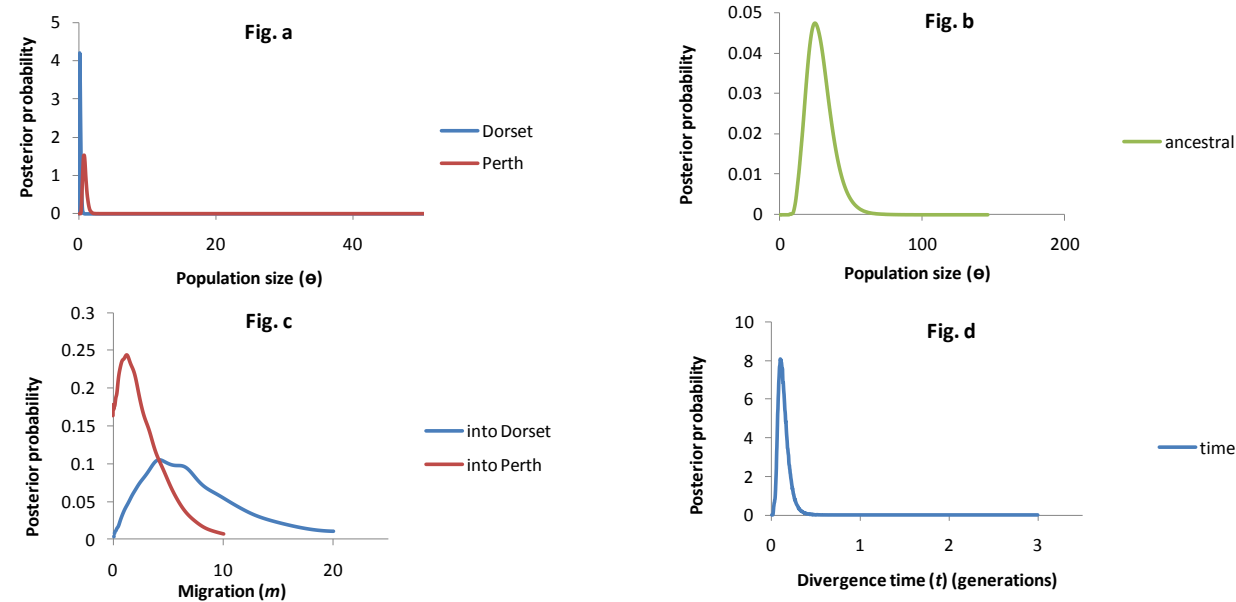 Fig. a
Posterior probability
5
4
3
2
1
0
0
20
40
Population size (ɵ)
Dorset
Perth
Fig. b
Posterior probability
0.05
0.04
0.03
0.02
0.01
0
0
100
200
Population size (ɵ)
ancestral
Fig. c
Posterior probability
0.3
0.25
0.2
0.15
0.1
0.05
0
0
10
20
Migration (m)
into Dorset
into Perth
Fig. d
Posterior probability
10
8
6
4
2
0
0
1
2
3
Divergence time (t) (generations)
time